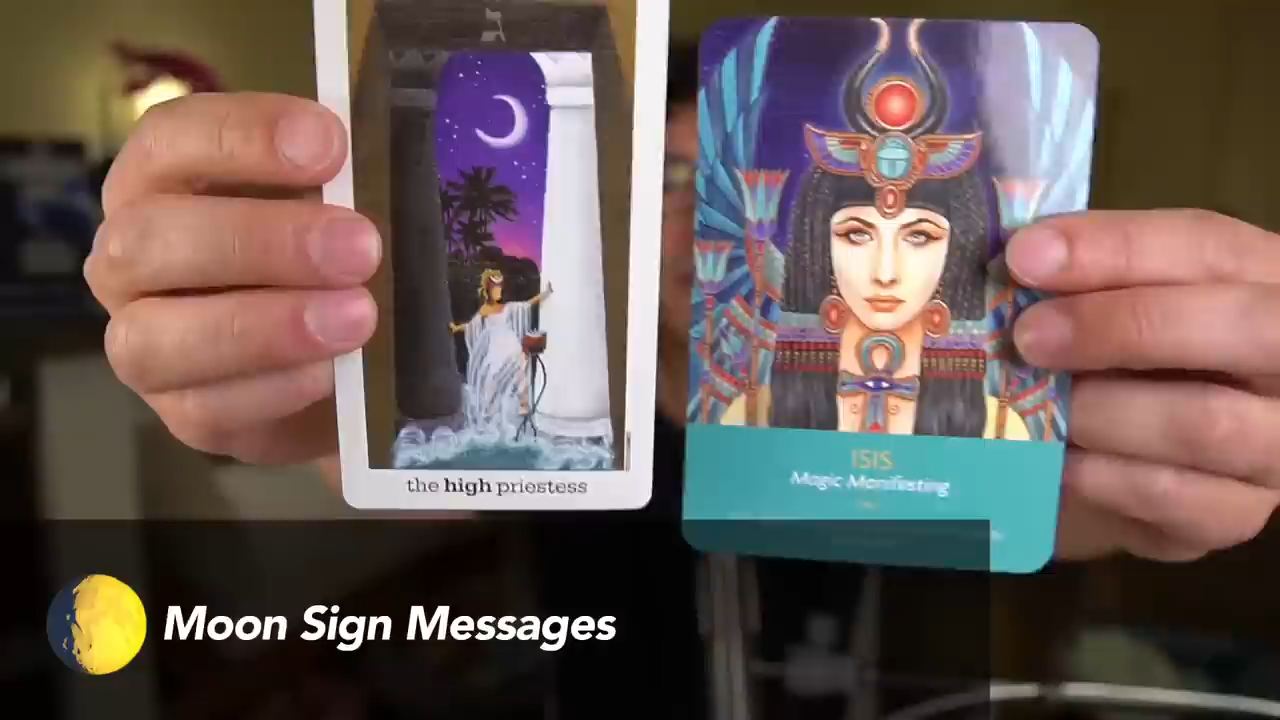 ג
the high priestess
ISIS
Magic Manifesting
Moon Sign Messages